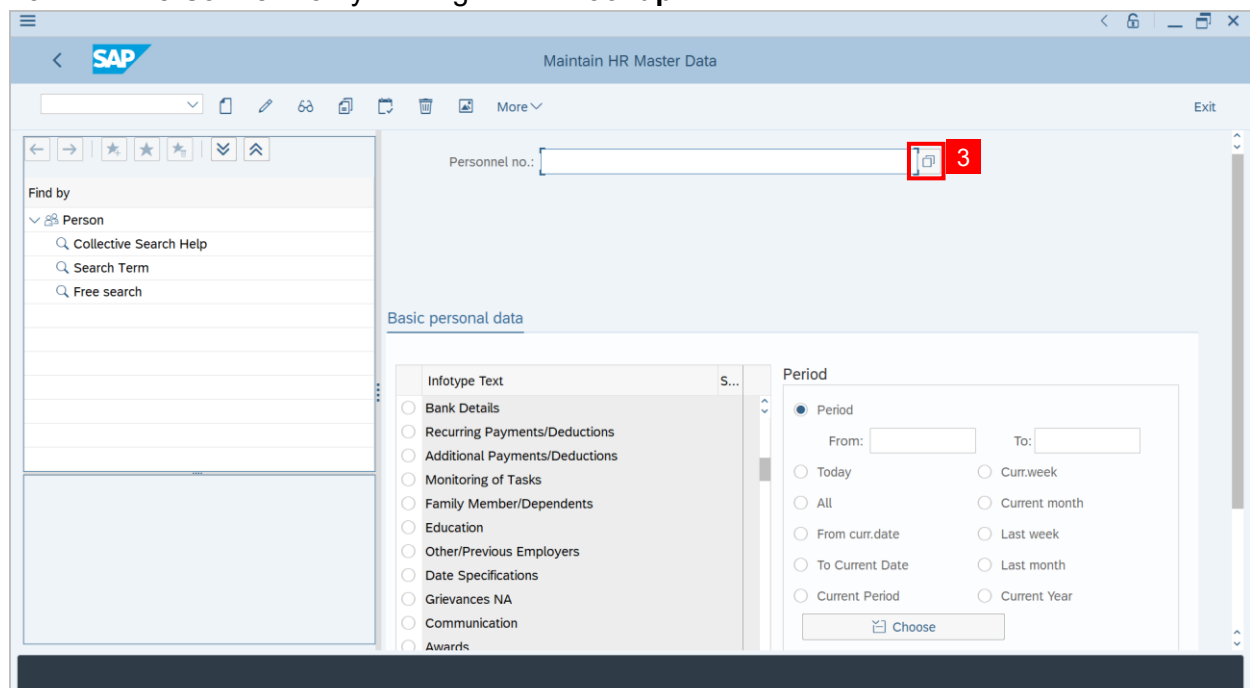 SAP
Maintain HR Master Data
More
Exit
Personnel no.:
3
Find by
Person
Collective Search Help
Search Term
Free search
Basic personal data
Infotype Text S...
Bank Details
Recurring Payments/Deductions
Additional Payments/Deductions
Monitoring of Tasks
Family Member/Dependents
Education
Other/Previous Employers
Date Specifications
Grievances NA
Communication
Awards
Period
Period
From: To:
Today Curr.week
All Current month
From curr.date Last week
To Current Date Last month
Current Period Current Year
Choose